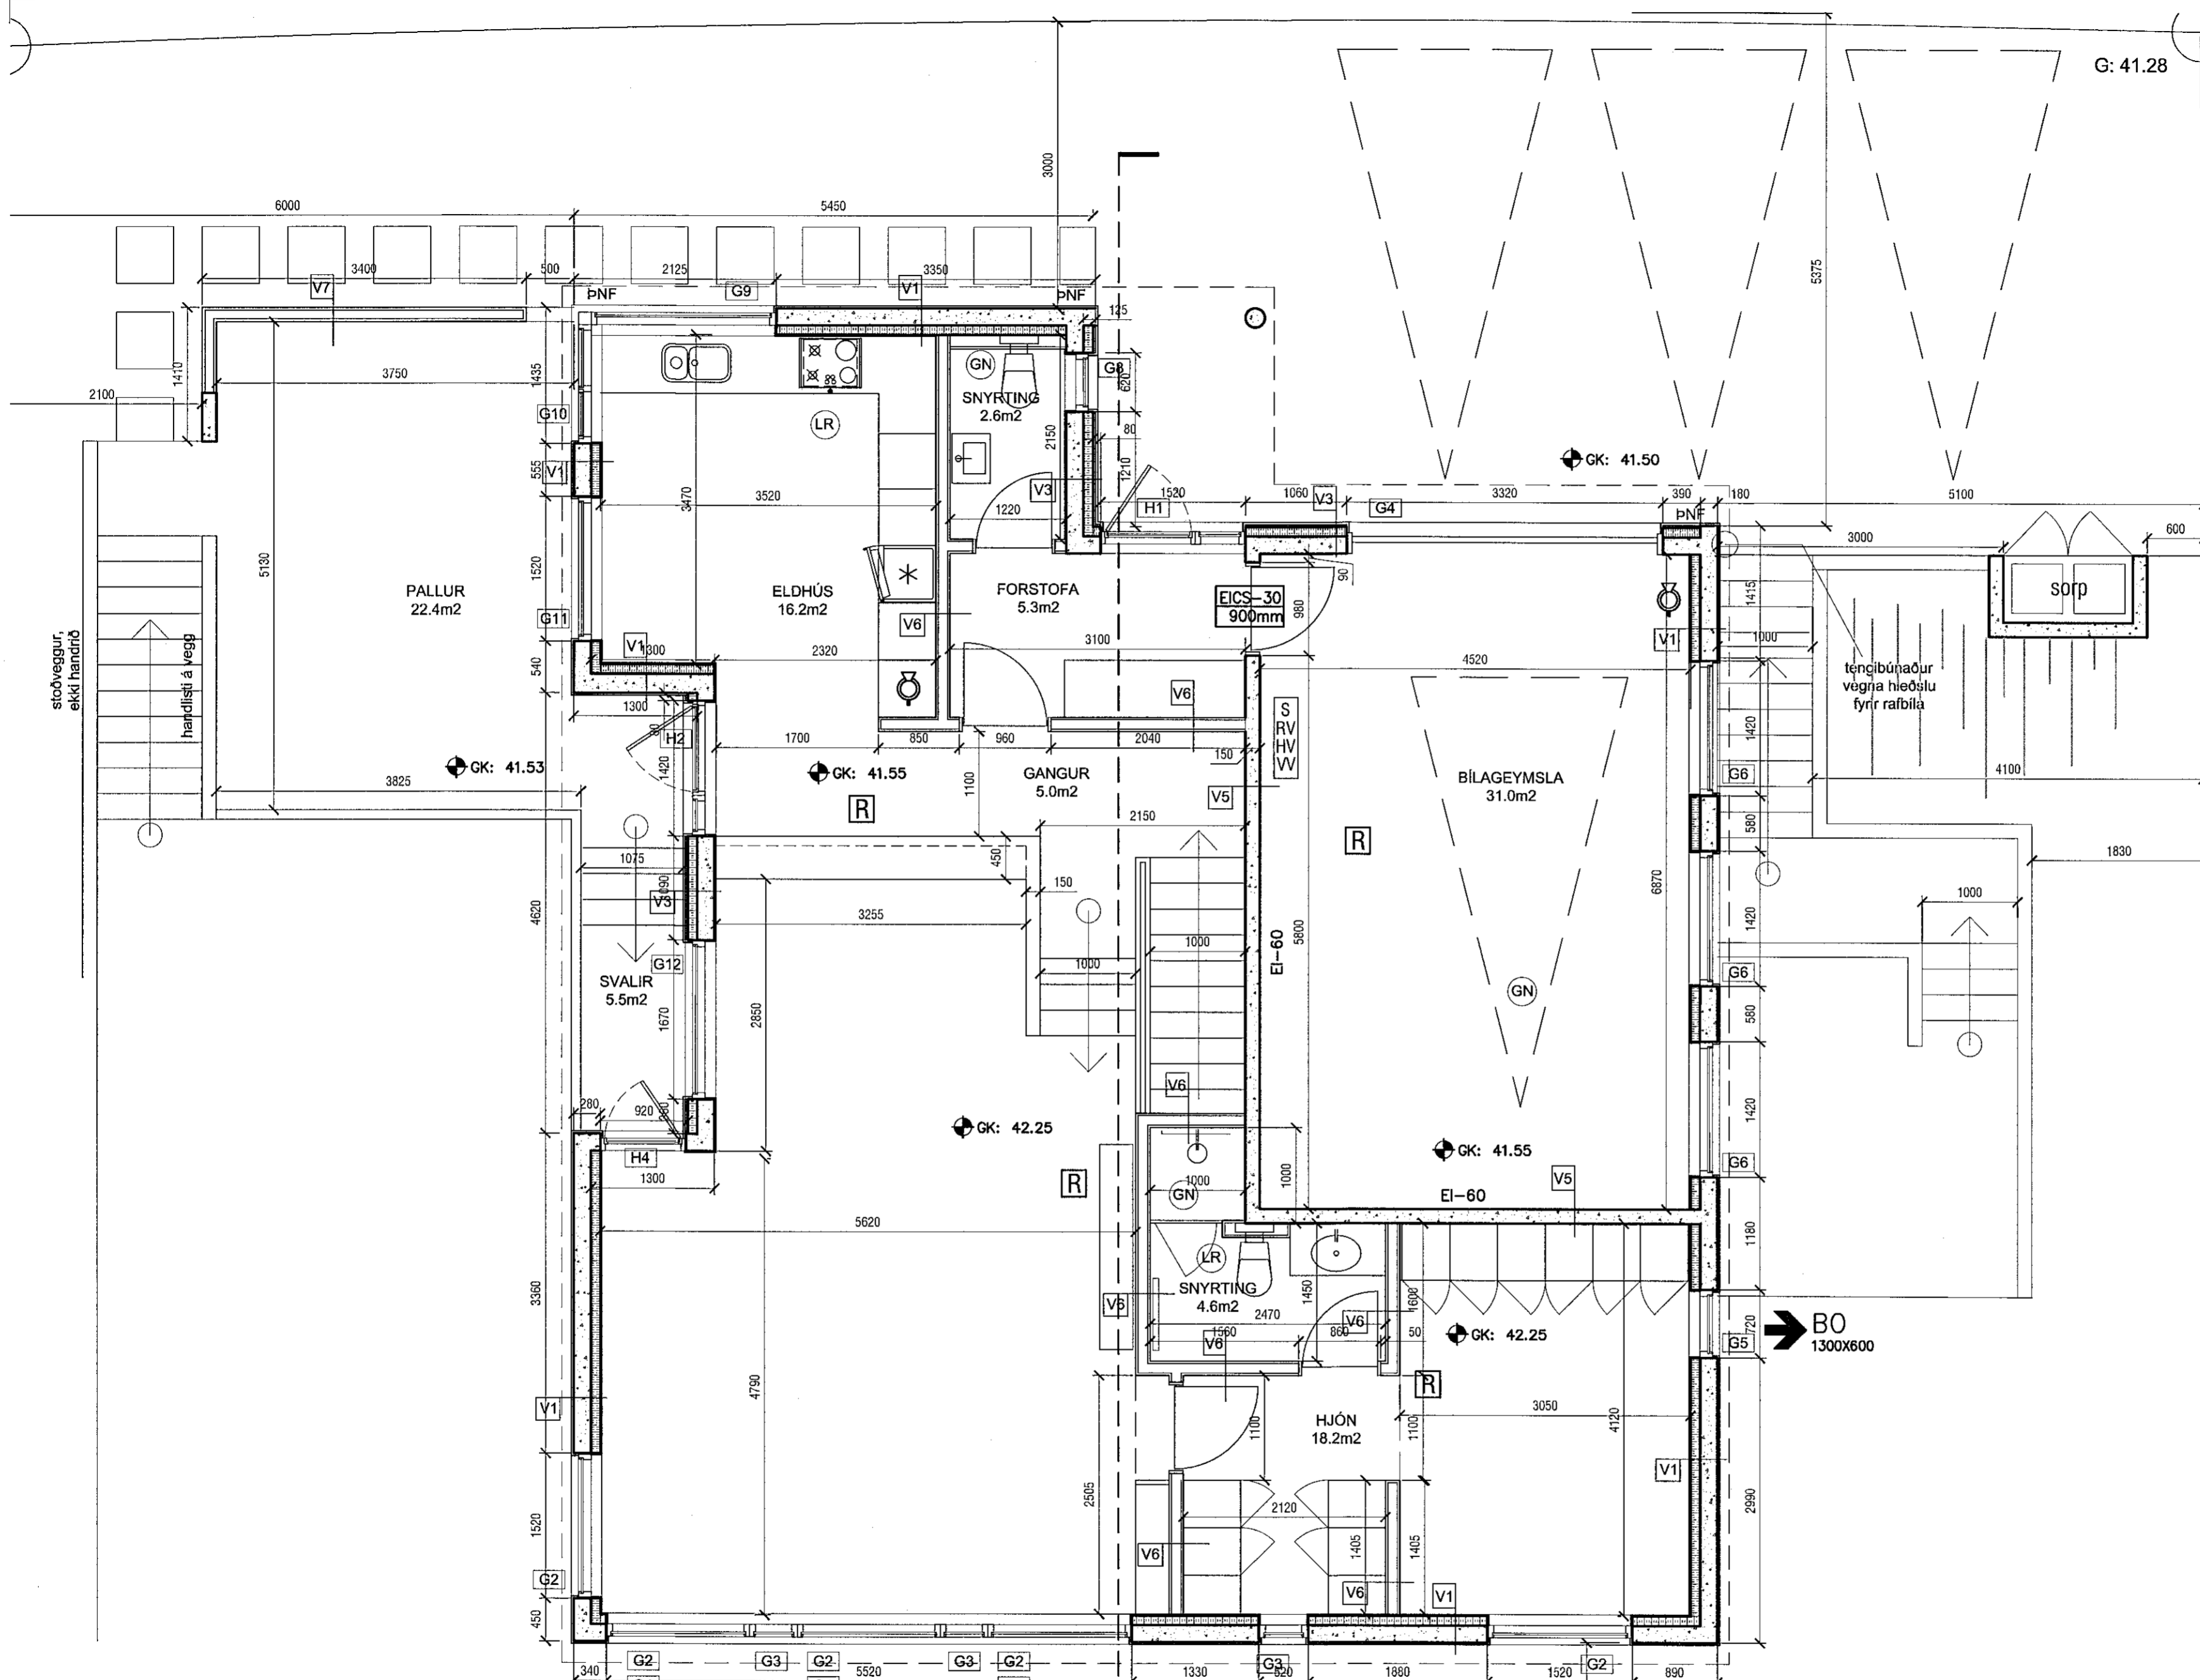 G: 41.28
3000
5375
6000
5450
3400
500
2125
3350
V7
ÞNF
G9
V1
ÞNF
125
1410
3750
1435
GN
G8
620
SNYRTING
2.6m2
2100
G10
LR
2150
80
GK: 41.50
555
V1
1210
3470
3520
V3
1220
1520
H1
1060
V3
G4
3320
390
180
5100
ÞNF
3000
600
5130
1520
PALLUR
22.4m2
ELDHÚS
16.2m2
FORSTOFA
5.3m2
EICS-30
900mm
90
980
1415
sorp
G11
V6
V1
1000
stoðveggur,
ekki handrið
handlisti á vegg
540
V1
1300
2320
3100
4520
tengibúnaður
vegna hleðslu
fyrir rafbíla
V6
1300
80
H2
1420
S
RV
HV
VV
1420
1700
850
960
2040
150
GK: 41.53
GK: 41.55
GANGUR
5.0m2
BÍLAGEYMSLA
31.0m2
G6
4100
3825
1100
V5
R
2150
R
580
450
1075
1090
150
1830
V3
4620
3255
6870
1000
1420
5800
EI-60
1000
G12
1000
SVALIR
5.5m2
G6
GN
1670
2850
580
V6
280
920
GK: 42.25
1420
H4
GK: 41.55
G6
1300
R
1000
1000
GN
EI-60
V5
5620
1180
LR
SNYRTING
4.6m2
1450
3360
V6
2470
V6
1600
1560
V6
860
50
GK: 42.25
720
G5
BO
1300X600
4790
R
V1
1100
HJÓN
18.2m2
1100
3050
4120
V1
2505
2990
1520
2120
V6
1405
1405
G2
V6
V1
450
340
G2
G3
G2
5520
G3
G2
1330
G3
520
1880
1520
G2
890